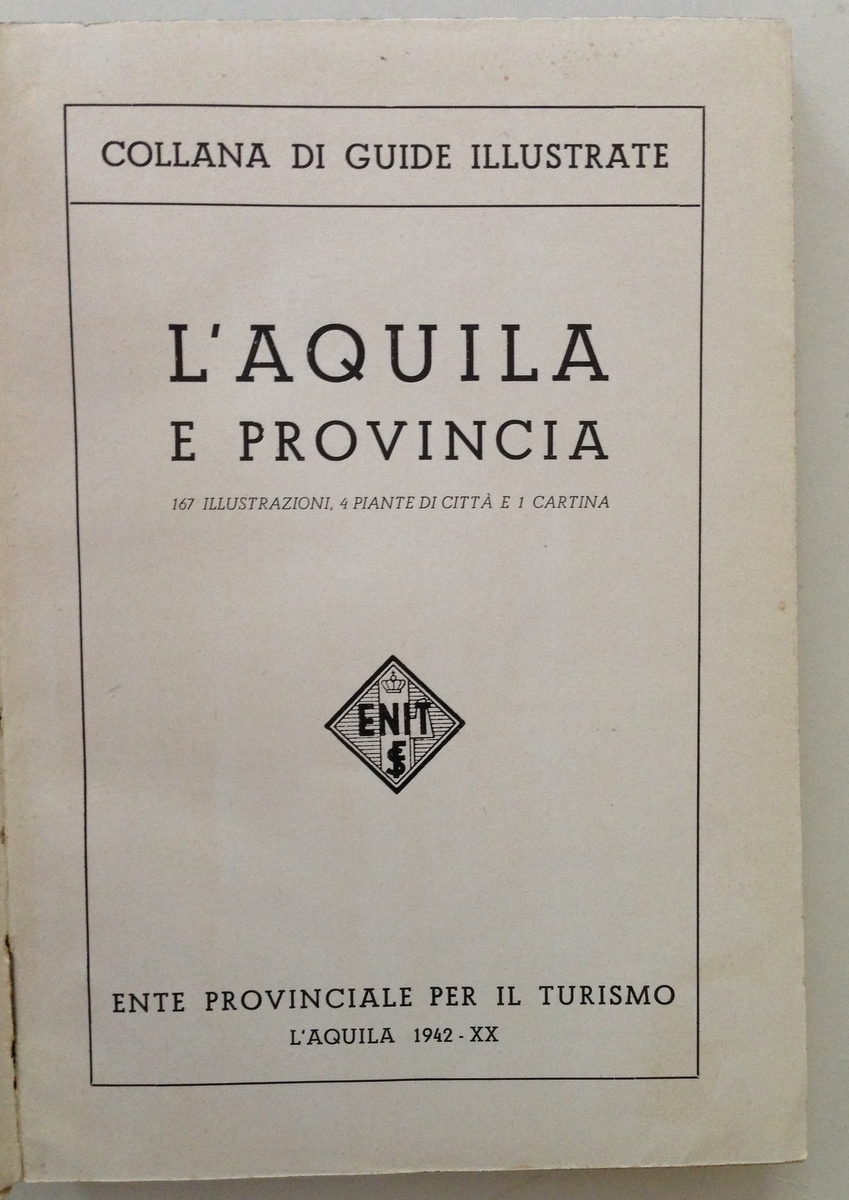 COLLANA DI GUIDE ILLUSTRATE
L'AQUILA
E PROVINCIA
167 ILLUSTRAZIONI, 4 PIANTE DI CITTÀ E 1 CARTINA
ENIT
ENTE PROVINCIALE PER IL TURISMO
L'AQUILA 1942-XX